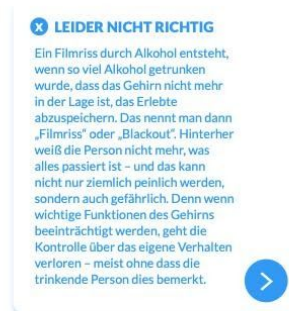 LEIDER NICHT RICHTIG
Ein Filmriss durch Alkohol entsteht,
wenn so viel Alkohol getrunken
wurde, dass das Gehirn nicht mehr
in der Lage ist, das Erlebte
abzuspeichern. Das nennt man dann
„Filmriss" oder „Blackout". Hinterher
weiß die Person nicht mehr, was
alles passiert ist – und das kann
nicht nur ziemlich peinlich werden,
sondern auch gefährlich. Denn wenn
wichtige Funktionen des Gehirns
beeinträchtigt werden, geht die
Kontrolle über das eigene Verhalten
verloren – meist ohne dass die
trinkende Person dies bemerkt.